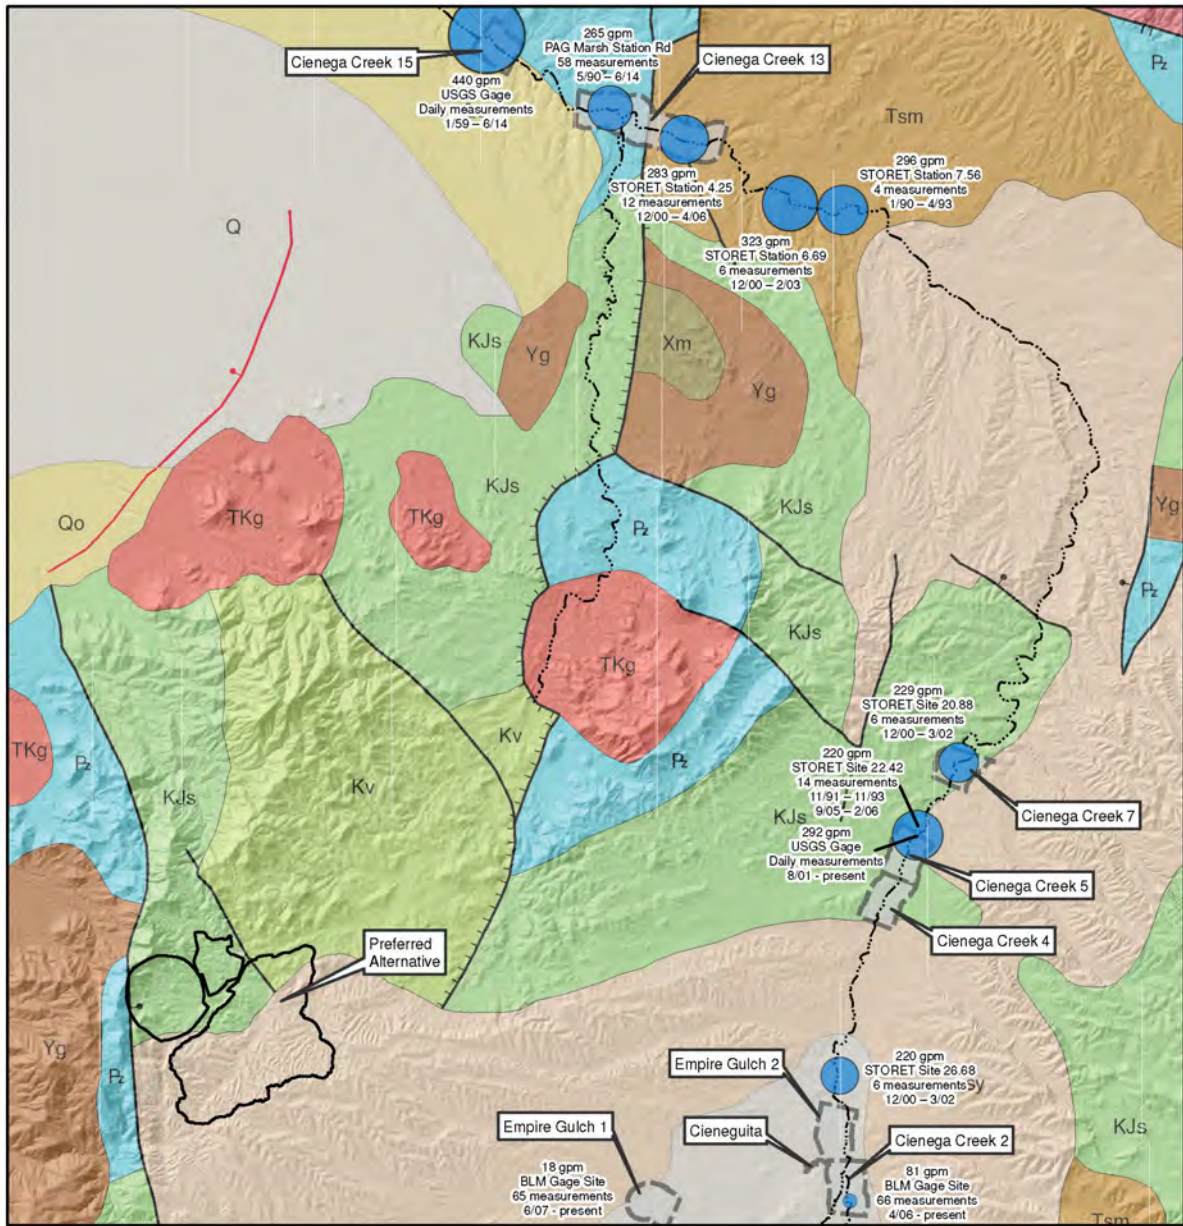 265 gpm
PAG Marsh Station Rd
58 measurements
5/90 – 6/14
Cienega Creek 15
Cienega Creek 13
440 gpm
USGS Gage
Daily measurements
1/59 – 6/14
Pz
Tsm
283 gpm
STORET Station 4.25
12 measurements
12/00 – 4/06
296 gpm
STORET Station 7.56
4 measurements
1/90 – 4/93
323 gpm
STORET Station 6.69
6 measurements
12/00 – 2/03
Q
KJs
Yg
Xm
Yg
KJs
KJs
Yg
Qo
TKg
TKg
Pz
Pz
KJs
KJs
TKg
TKg
Pz
Kv
Kv
Pz
KJs
KJs
229 gpm
STORET Site 20.88
6 measurements
12/00 – 3/02
220 gpm
STORET Site 22.42
14 measurements
11/91 – 11/93
9/05 – 2/06
292 gpm
USGS Gage
Daily measurements
8/01 - present
Cienega Creek 7
Cienega Creek 5
Cienega Creek 4
Preferred
Alternative
Yg
Pz
Empire Gulch 2
220 gpm
STORET Site 26.68
6 measurements
12/00 – 3/02
sy
Empire Gulch 1
Cieneguita
Cienega Creek 2
KJs
18 gpm
BLM Gage Site
65 measurements
6/07 - present
81 gpm
BLM Gage Site
66 measurements
4/06 - present
Tsm